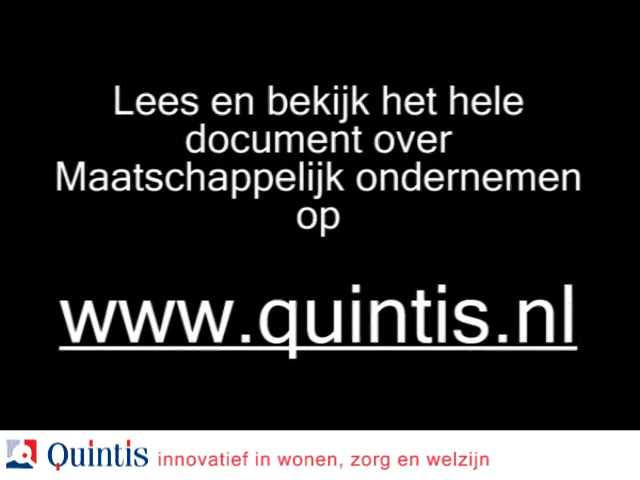 Lees en bekijk het hele
document over
Maatschappelijk ondernemen
op
www.quintis.nl
Quintis innovatief in wonen, zorg en welzijn